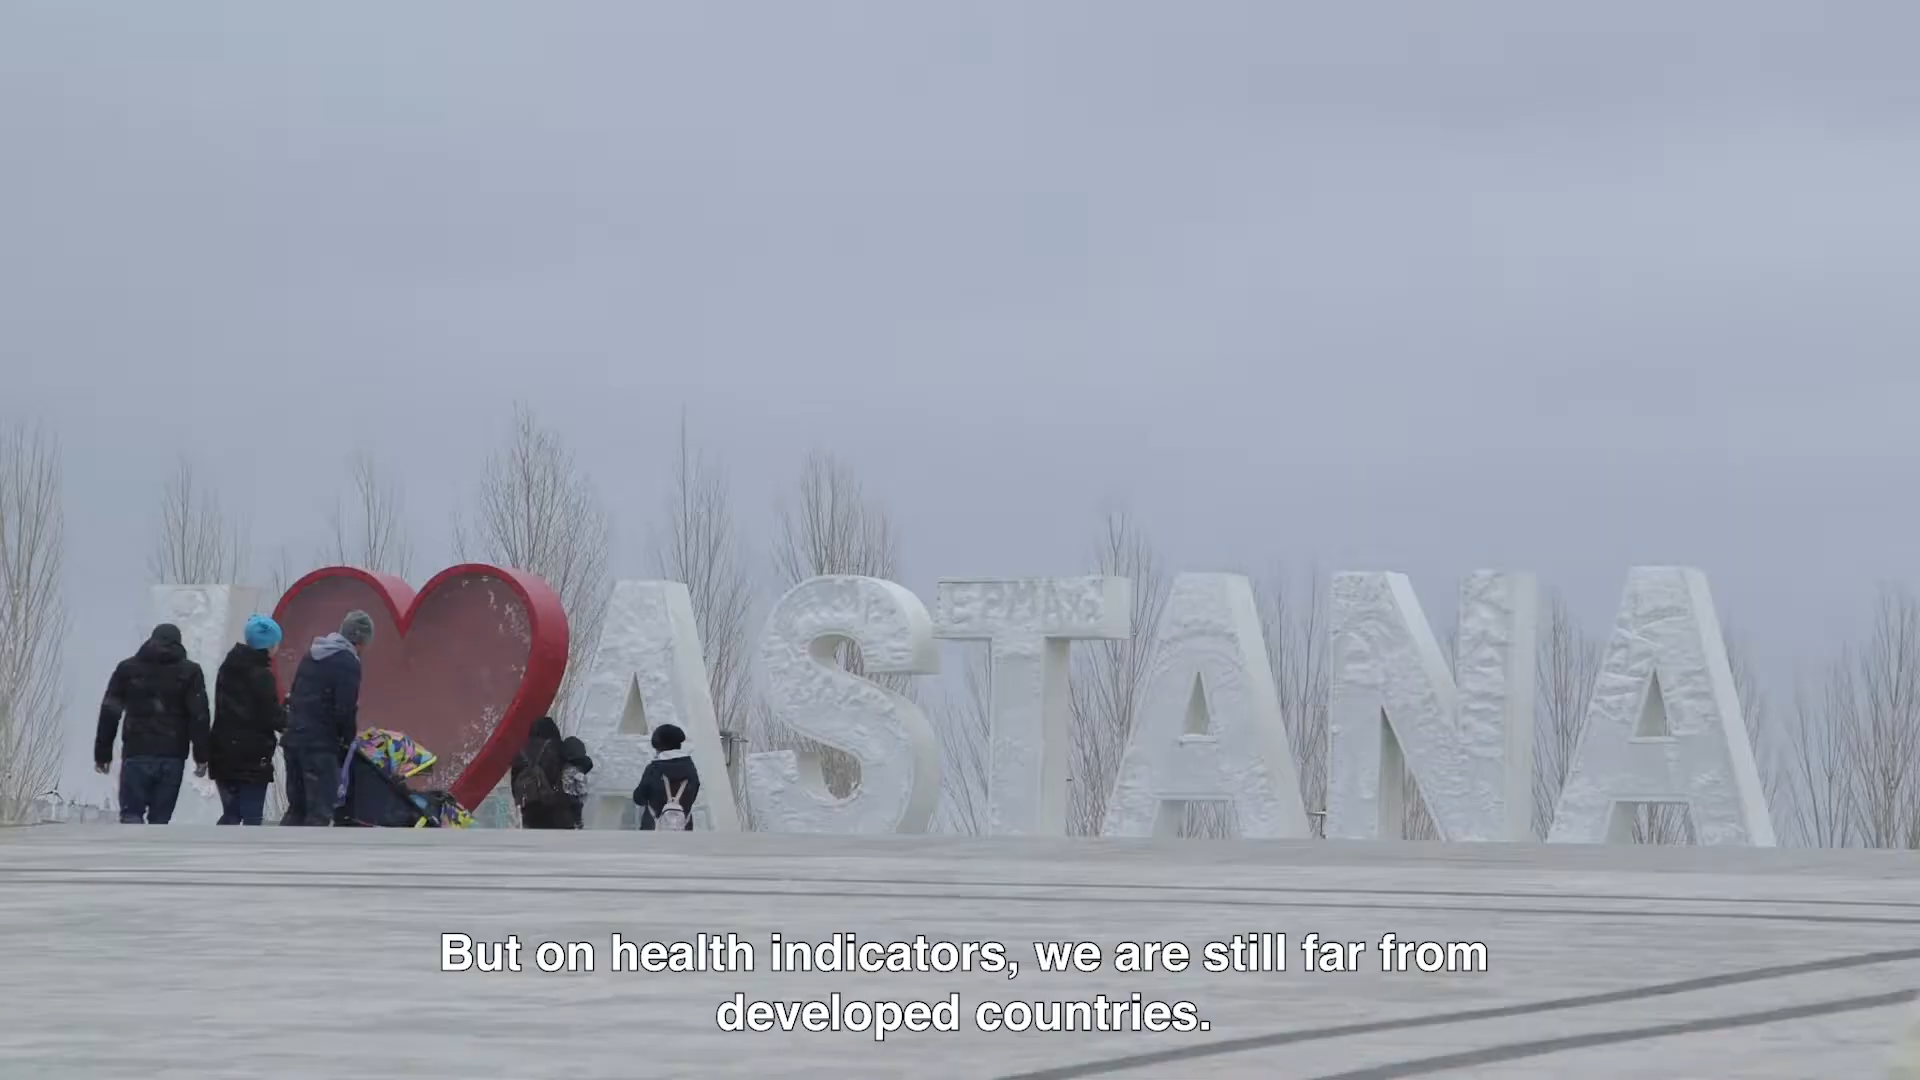 I ASTANA
But on health indicators, we are still far from
developed countries.